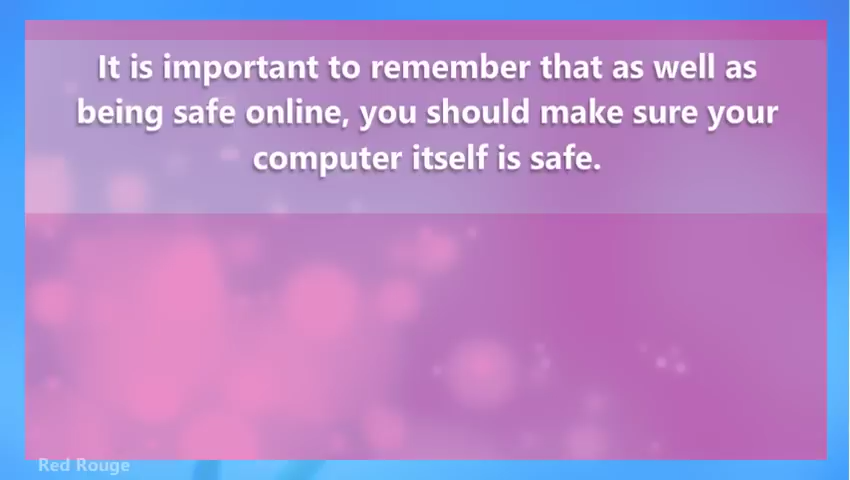 It is important to remember that as well as
being safe online, you should make sure your
computer itself is safe.
Red Rouge